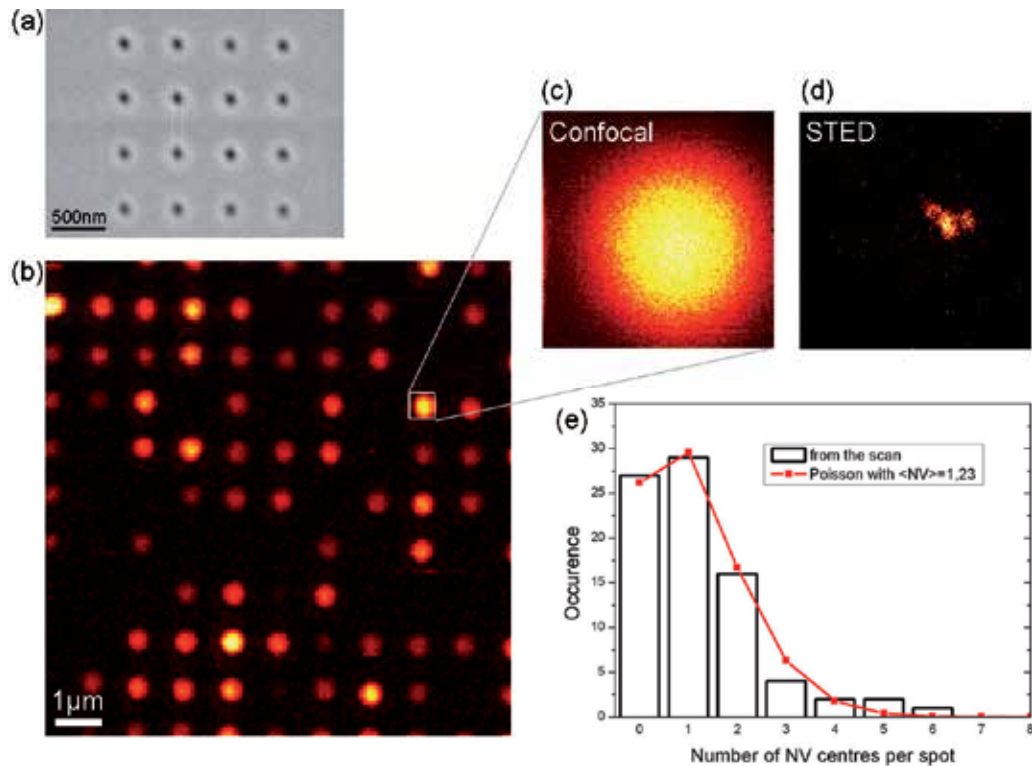 (a)
500nm
(b)
1µm
(c)
Confocal
(d)
STED
(e)
35
30
25
20
15
10
5
0
from the scan
Poisson with <NV>=1,23
Occurence
0 1 2 3 4 5 6 7 8
Number of NV centres per spot